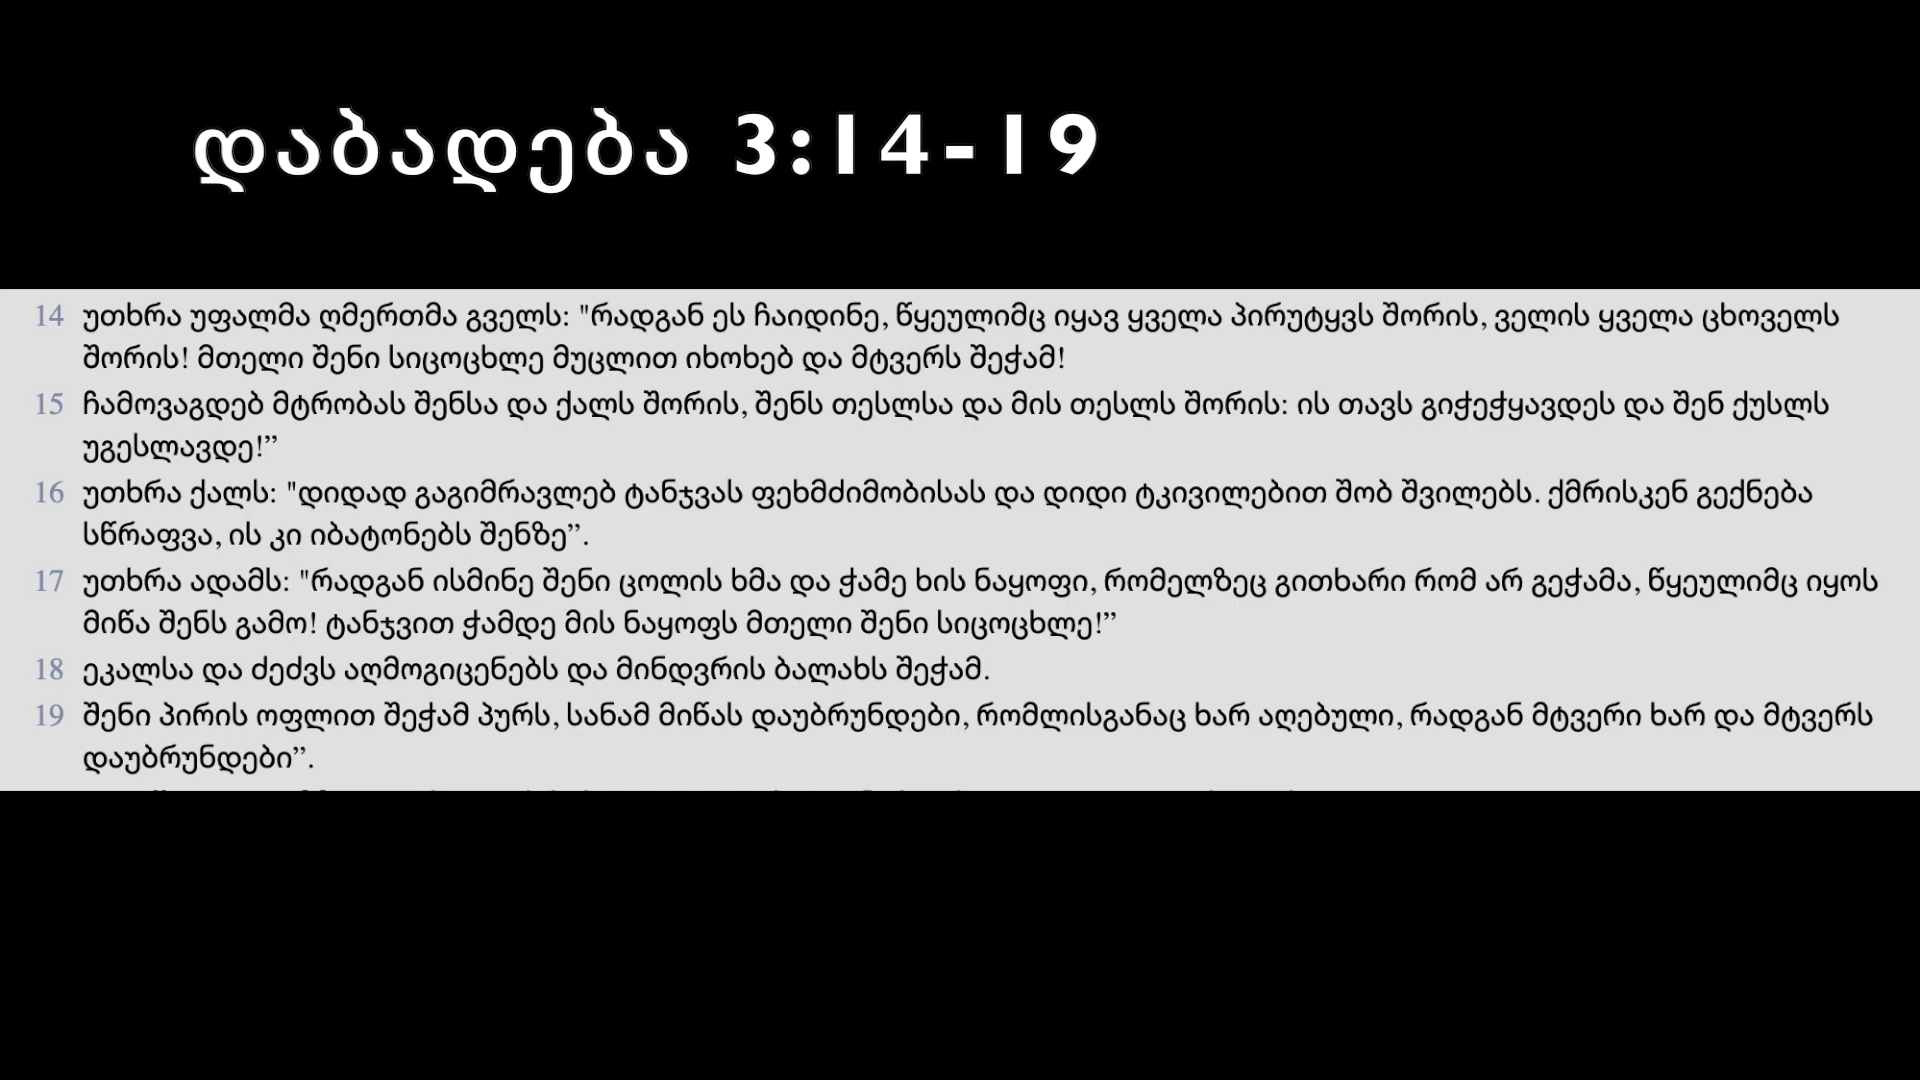 დაბადება 3:14-19
14 უთხრა უფალმა ღმერთმა გველს: "რადგან ეს ჩაიდინე, წყეულიმც იყავ ყველა პირუტყვს შორის, ველის ყველა ცხოველს
შორის! მთელი შენი სიცოცხლე მუცლით იხოხებ და მტვერს შეჭამ!
15 ჩამოვაგდებ მტრობას შენსა და ქალს შორის, შენს თესლსა და მის თესლს შორის: ის თავს გიჭეჭყავდეს და შენ ქუსლს
უგესლავდე!”
16 უთხრა ქალს: "დიდად გაგიმრავლებ ტანჯვას ფეხმძიმობისას და დიდი ტკივილებით შობ შვილებს. ქმრისკენ გექნება
სწრაფვა, ის კი იბატონებს შენზე”.
17 უთხრა ადამს: "რადგან ისმინე შენი ცოლის ხმა და ჭამე ხის ნაყოფი, რომელზეც გითხარი რომ არ გეჭამა, წყეულიმც იყოს
მიწა შენს გამო! ტანჯვით ჭამდე მის ნაყოფს მთელი შენი სიცოცხლე!”
18 ეკალსა და ძეძვს აღმოგიცენებს და მინდვრის ბალახს შეჭამ.
19 შენი პირის ოფლით შეჭამ პურს, სანამ მიწას დაუბრუნდები, რომლისგანაც ხარ აღებული, რადგან მტვერი ხარ და მტვერს
დაუბრუნდები”.